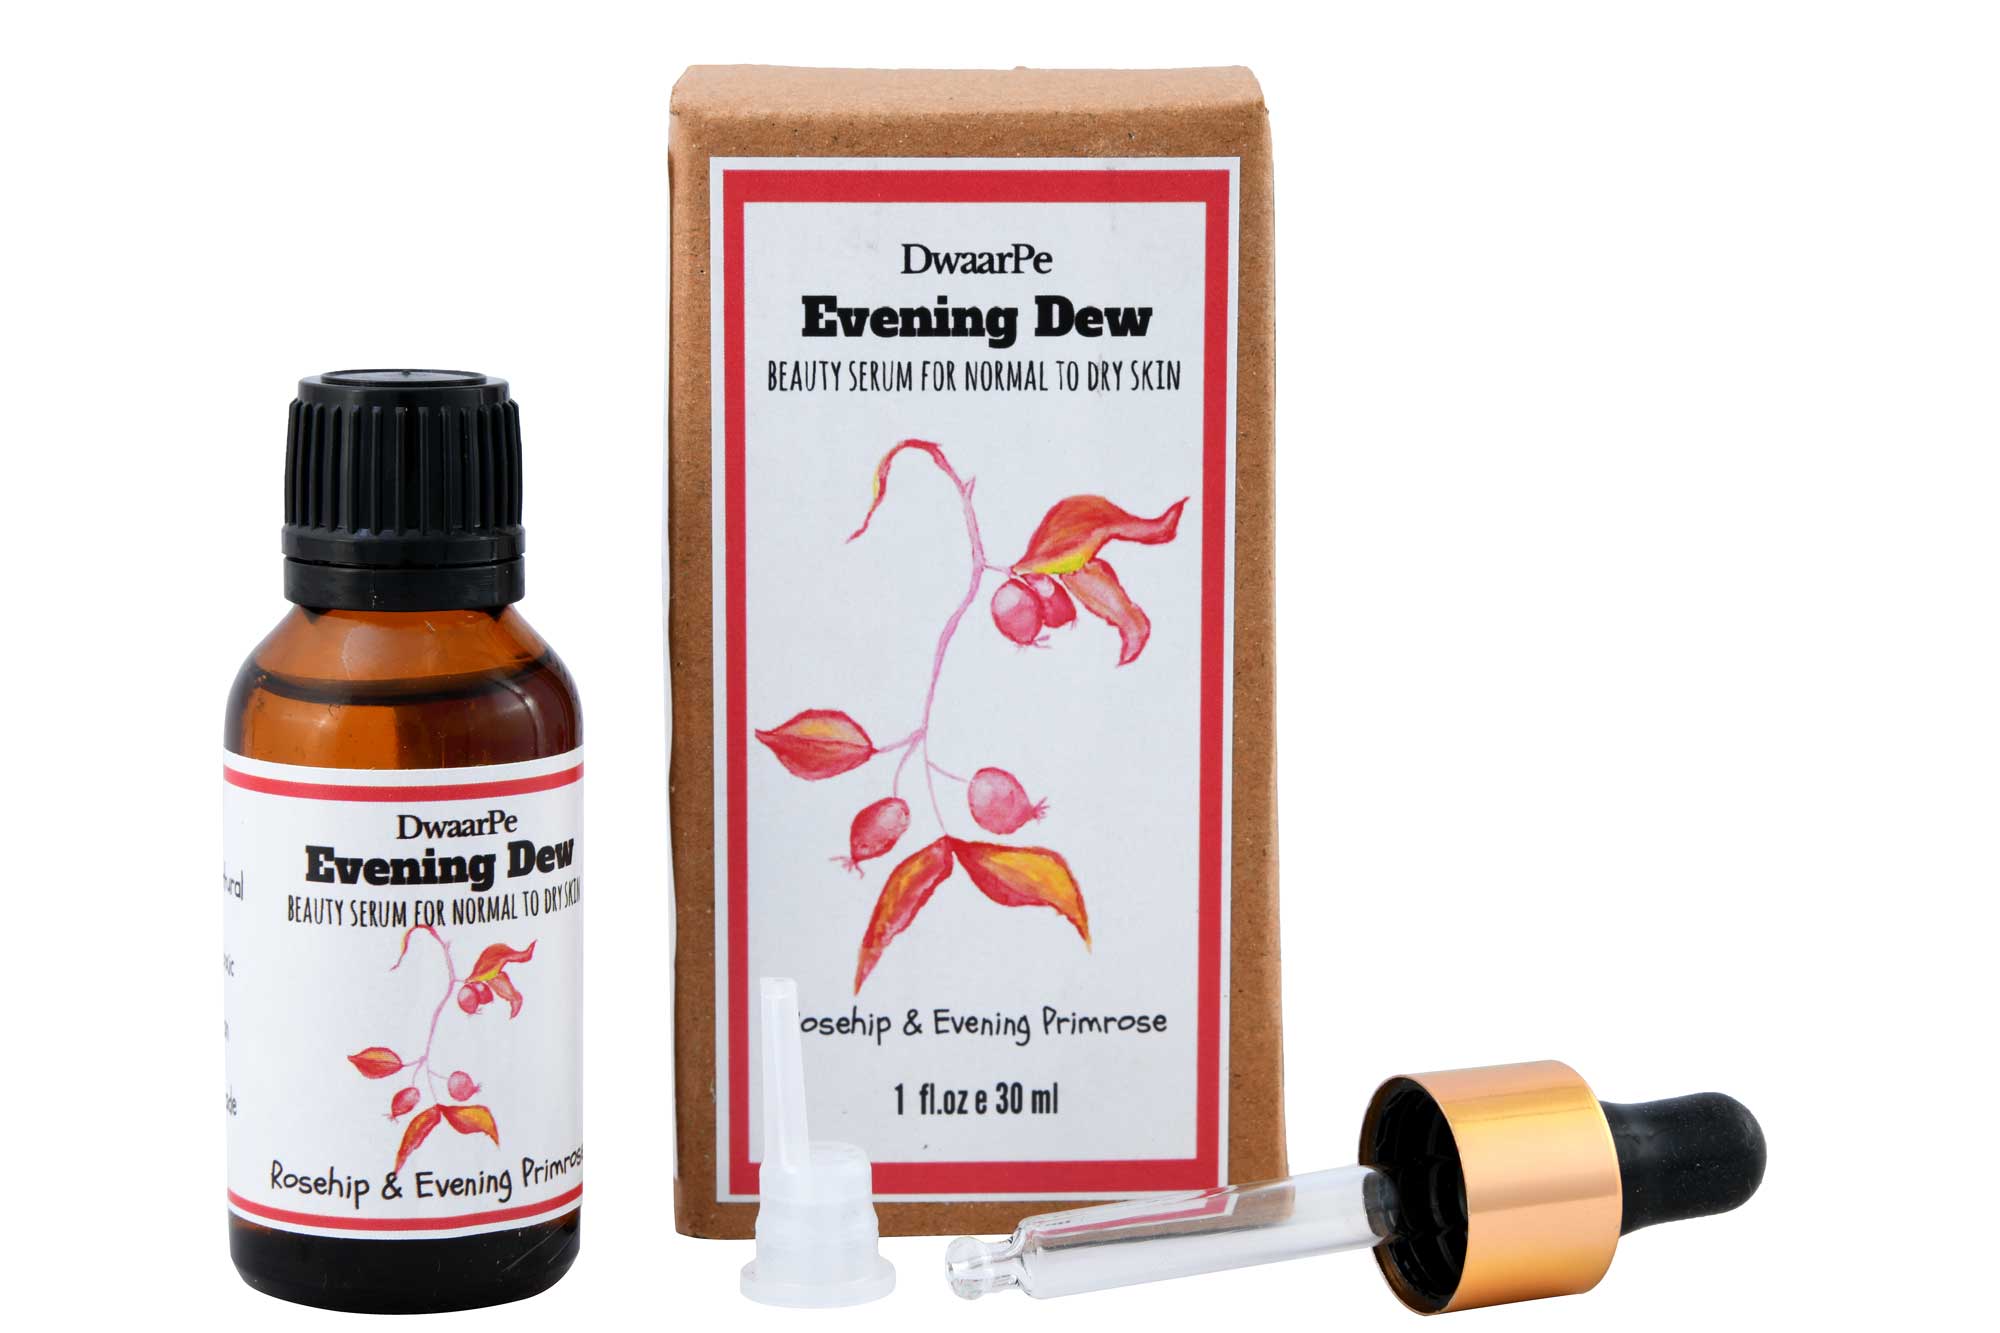 DwaarPe
Evening Dew
BEAUTY SERUM FOR NORMAL TO DRY SKIN
& Evening Primrose
1 fl.oz e 30 ml
DwaarPe
Evening Dew
BEAUTY SERUM FOR NORMAL TO DRY SKIN
Rosehip & Evening Primrose